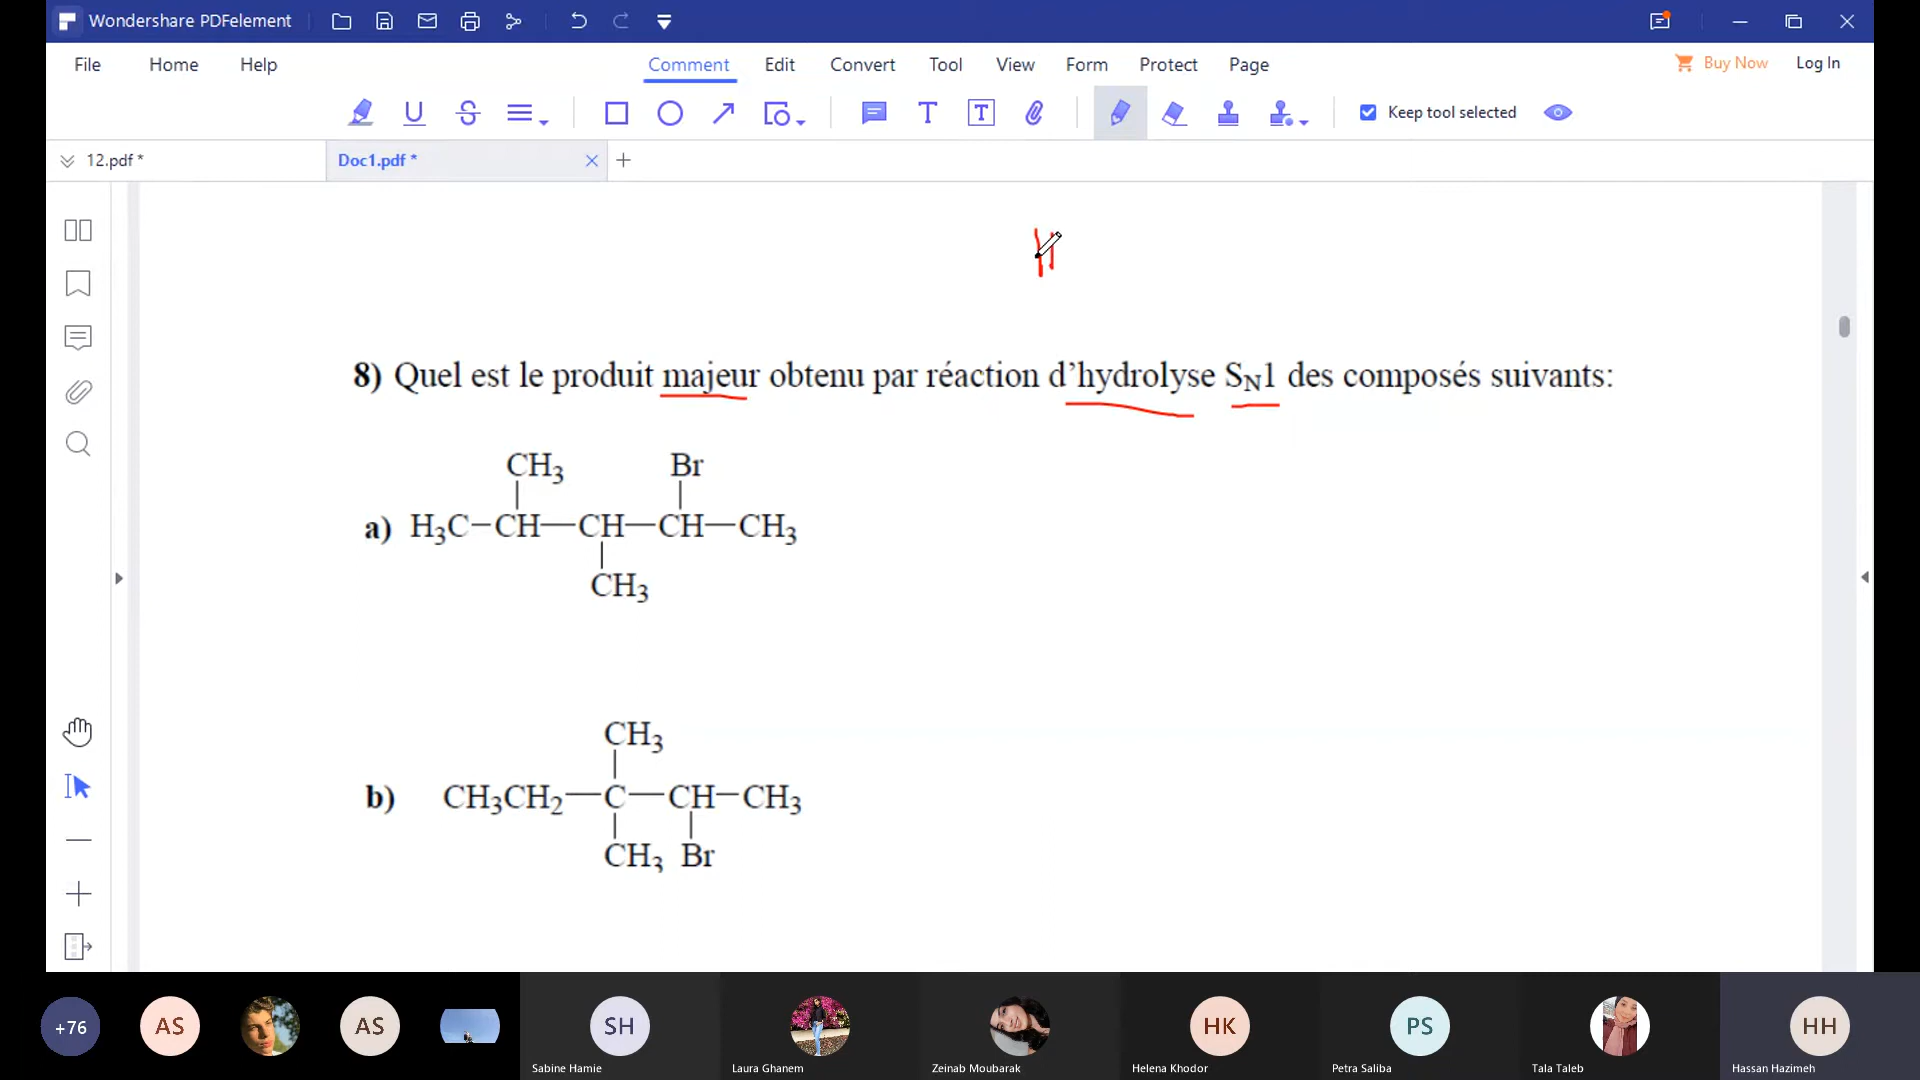 Wondershare PDFelement
File Home Help Comment Edit Convert Tool View Form Protect Page Buy Now Log In
U S T T Keep tool selected
12.pdf * Doc1.pdf *
H
8) Quel est le produit majeur obtenu par réaction d'hydrolyse SN1 des composés suivants:
CH3 Br
a) H3C-CH-CH-CH-CH3
CH3
CH3
b) CH3CH2-C-CH-CH3
CH3 Br
+76 AS AS SH HK PS HH
Sabine Hamie Laura Ghanem Zeinab Moubarak Helena Khodor Petra Saliba Tala Taleb Hassan Hazimeh